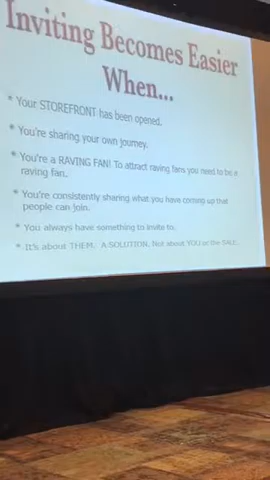 Inviting Becomes Easier
When...
* Your STOREFRONT has been opened.
* You're sharing your own journey.
* You're a RAVING FAN! To attract raving fans you need to be a
raving fan.
* You're consistently sharing what you have coming up that
people can join.
* You always have something to invite to.
* It's about THEM. A SOLUTION. Not about YOU or the SALE.